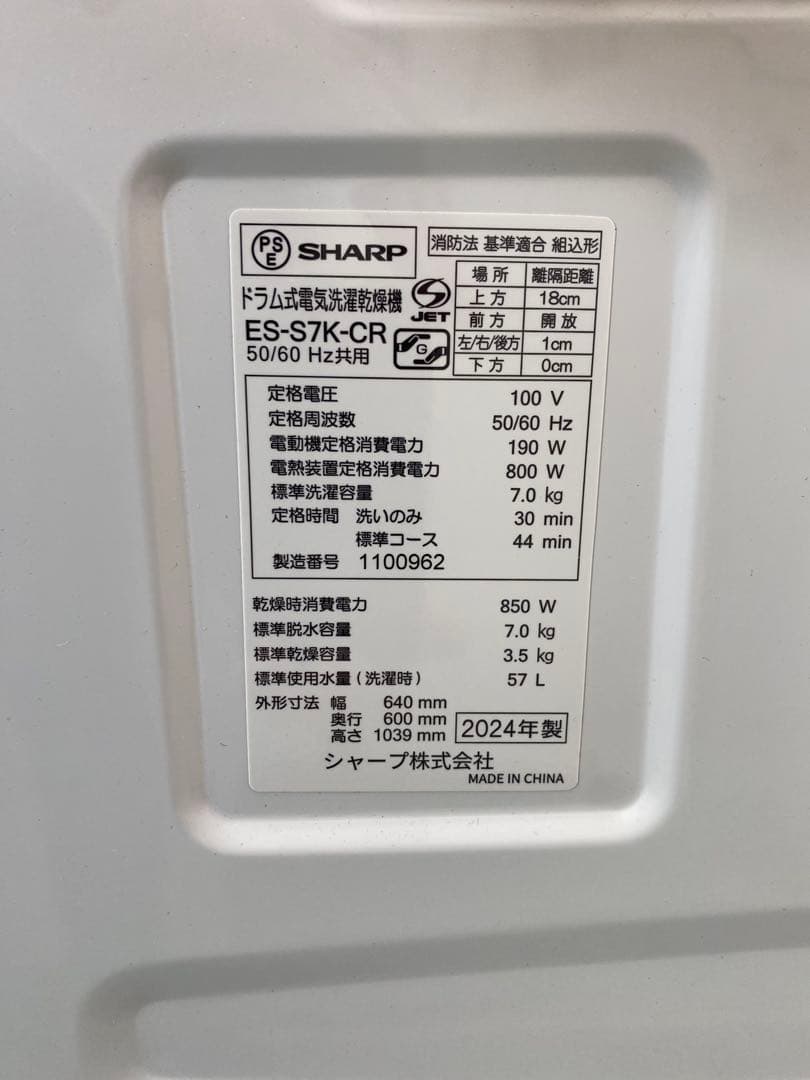 PSE SHARP
ドラム式電気洗濯乾燥機
ES-S7K-CR
50/60 Hz共用
JET
G
消防法 基準適合 組込形
場所 離隔距離
上方 18cm
前方 開放
左/右/後方 1cm
下方 0cm
定格電圧 100 V
定格周波数 50/60 Hz
電動機定格消費電力 190 W
電熱装置定格消費電力 800 W
標準洗濯容量 7.0 kg
定格時間 洗いのみ 30 min
標準コース 44 min
製造番号 1100962
乾燥時消費電力 850 W
標準脱水容量 7.0 kg
標準乾燥容量 3.5 kg
標準使用水量(洗濯時) 57 L
外形寸法 幅 640 mm
奥行 600 mm
高さ 1039 mm
2024年製
シャープ株式会社
MADE IN CHINA